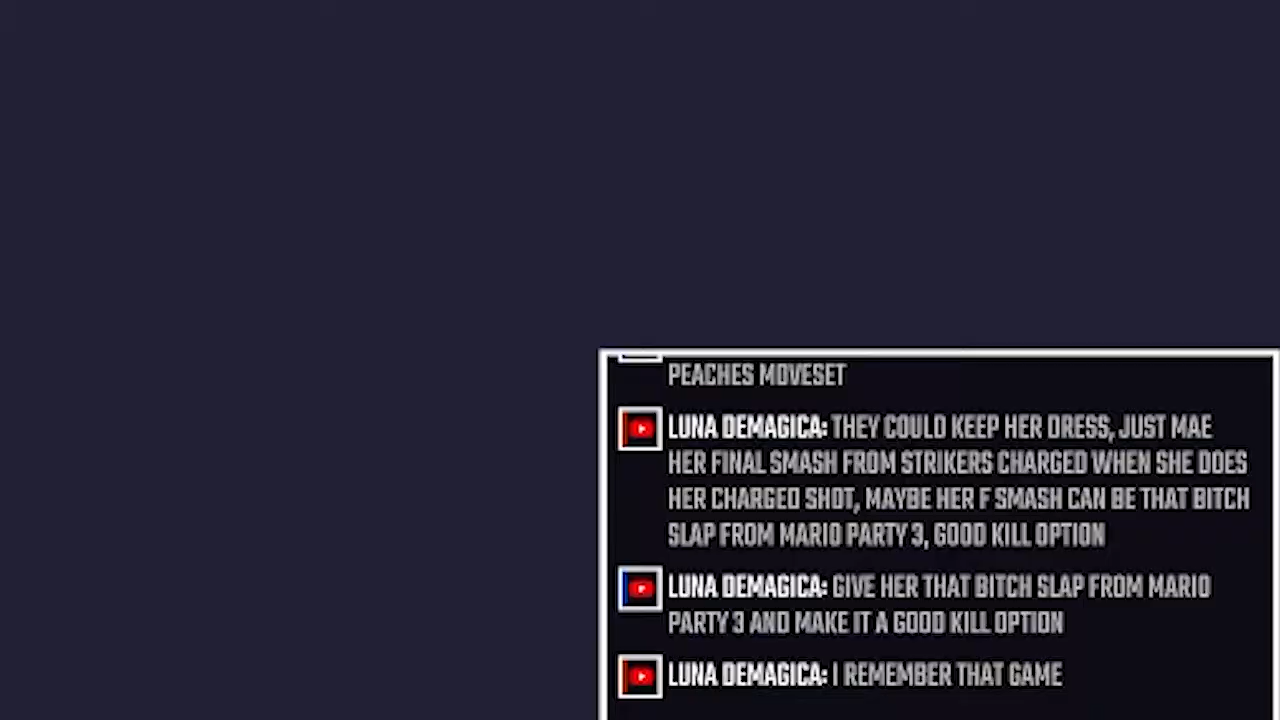 PEACHES MOVESET
LUNA DEMAGICA: THEY COULD KEEP HER DRESS, JUST MAE
HER FINAL SMASH FROM STRIKERS CHARGED WHEN SHE DOES
HER CHARGED SHOT, MAYBE HER F SMASH CAN BE THAT BITCH
SLAP FROM MARIO PARTY 3, GOOD KILL OPTION
LUNA DEMAGICA: GIVE HER THAT BITCH SLAP FROM MARIO
PARTY 3 AND MAKE IT A GOOD KILL OPTION
LUNA DEMAGICA: I REMEMBER THAT GAME